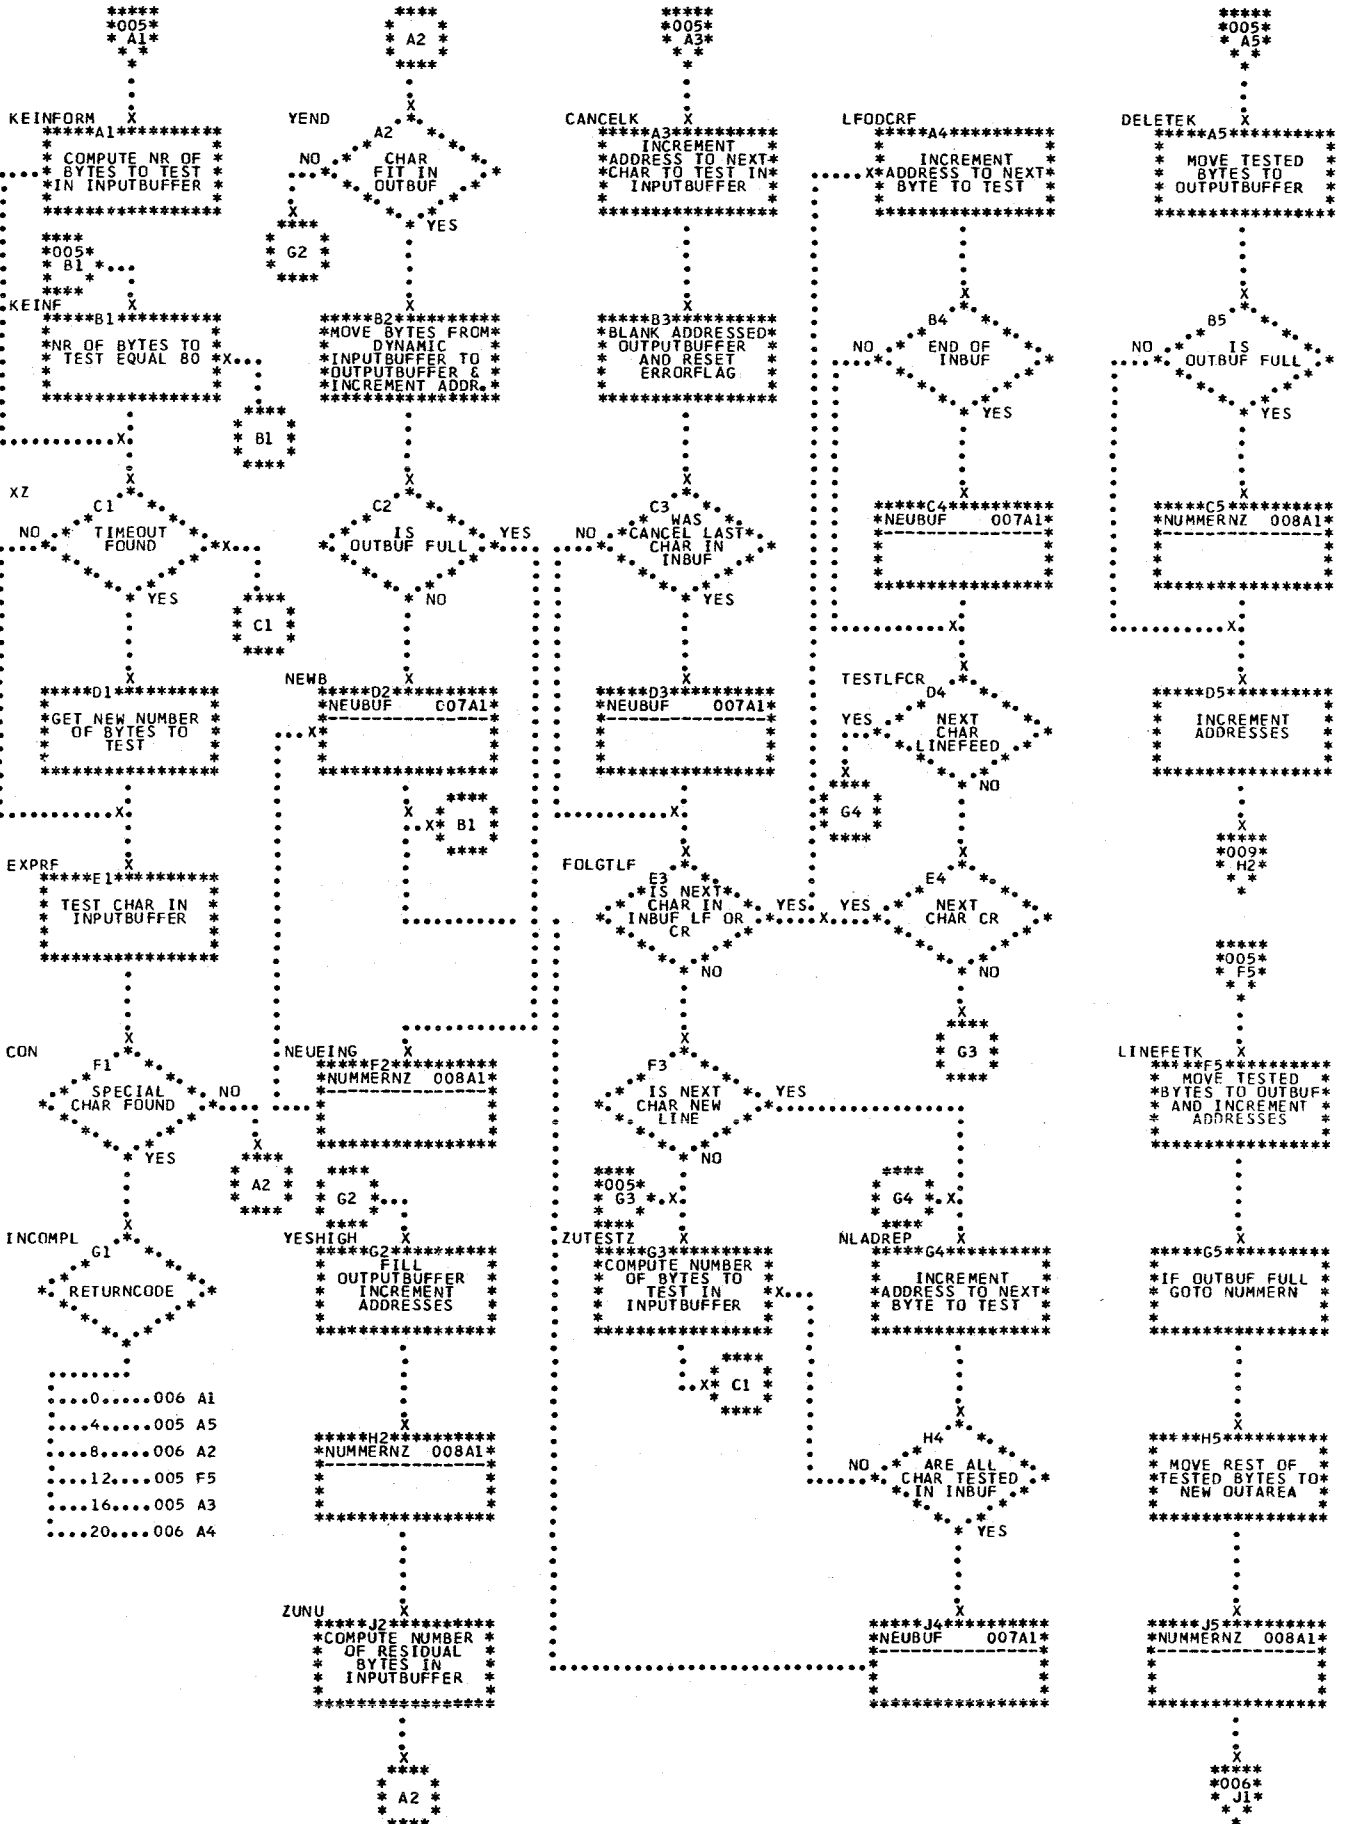 *005*
A1
A2
*005*
A3
*005*
A5
KEINFORM
A1
COMPUTE NR OF
BYTES TO TEST
IN INPUTBUFFER
*005*
B1
KEINF
B1
NR OF BYTES TO
TEST EQUAL 80
B1
XZ
C1
TIMEOUT
FOUND
NO
YES
C1
D1
GET NEW NUMBER
OF BYTES TO
TEST
EXPRF
E1
TEST CHAR IN
INPUTBUFFER
CON
F1
SPECIAL
CHAR FOUND
NO
YES
A2
INCOMPL
G1
RETURNCODE
....0.....006 A1
....4.....005 A5
....8.....006 A2
....12....005 F5
....16....005 A3
....20....006 A4
YEND
A2
CHAR
FIT IN
OUTBUF
NO
YES
G2
B2
MOVE BYTES FROM
DYNAMIC
INPUTBUFFER TO
OUTPUTBUFFER &
INCREMENT ADDR.
C2
IS
OUTBUF FULL
YES
NO
NEWB
D2
NEUBUF 007A1
B1
NEUEING
F2
NUMMERNZ 008A1
G2
YESHIGH
G2
FILL
OUTPUTBUFFER
INCREMENT
ADDRESSES
H2
NUMMERNZ 008A1
ZUNU
J2
COMPUTE NUMBER
OF RESIDUAL
BYTES IN
INPUTBUFFER
A2
CANCELK
A3
INCREMENT
ADDRESS TO NEXT
CHAR TO TEST IN
INPUTBUFFER
B3
BLANK ADDRESSED
OUTPUTBUFFER
AND RESET
ERRORFLAG
C3
WAS
CANCEL LAST
CHAR IN
INBUF
NO
YES
D3
NEUBUF 007A1
FOLGTLF
E3
IS NEXT
CHAR IN
INBUF LF OR
CR
YES
NO
F3
IS NEXT
CHAR NEW
LINE
YES
NO
*005*
G3
ZUTESTZ
G3
COMPUTE NUMBER
OF BYTES TO
TEST IN
INPUTBUFFER
C1
LFODCRF
A4
INCREMENT
ADDRESS TO NEXT
BYTE TO TEST
B4
END OF
INBUF
NO
YES
C4
NEUBUF 007A1
TESTLFCR
D4
NEXT
CHAR
LINEFEED
YES
NO
G4
E4
NEXT
CHAR CR
YES
NO
G3
G4
NLADREP
G4
INCREMENT
ADDRESS TO NEXT
BYTE TO TEST
H4
ARE ALL
CHAR TESTED
IN INBUF
NO
YES
J4
NEUBUF 007A1
DELETEK
A5
MOVE TESTED
BYTES TO
OUTPUTBUFFER
B5
IS
OUTBUF FULL
NO
YES
C5
NUMMERNZ 008A1
D5
INCREMENT
ADDRESSES
*009*
H2
*005*
F5
LINEFETK
F5
MOVE TESTED
BYTES TO OUTBUF
AND INCREMENT
ADDRESSES
G5
IF OUTBUF FULL
GOTO NUMMERN
H5
MOVE REST OF
TESTED BYTES TO
NEW OUTAREA
J5
NUMMERNZ 008A1
*006*
J1